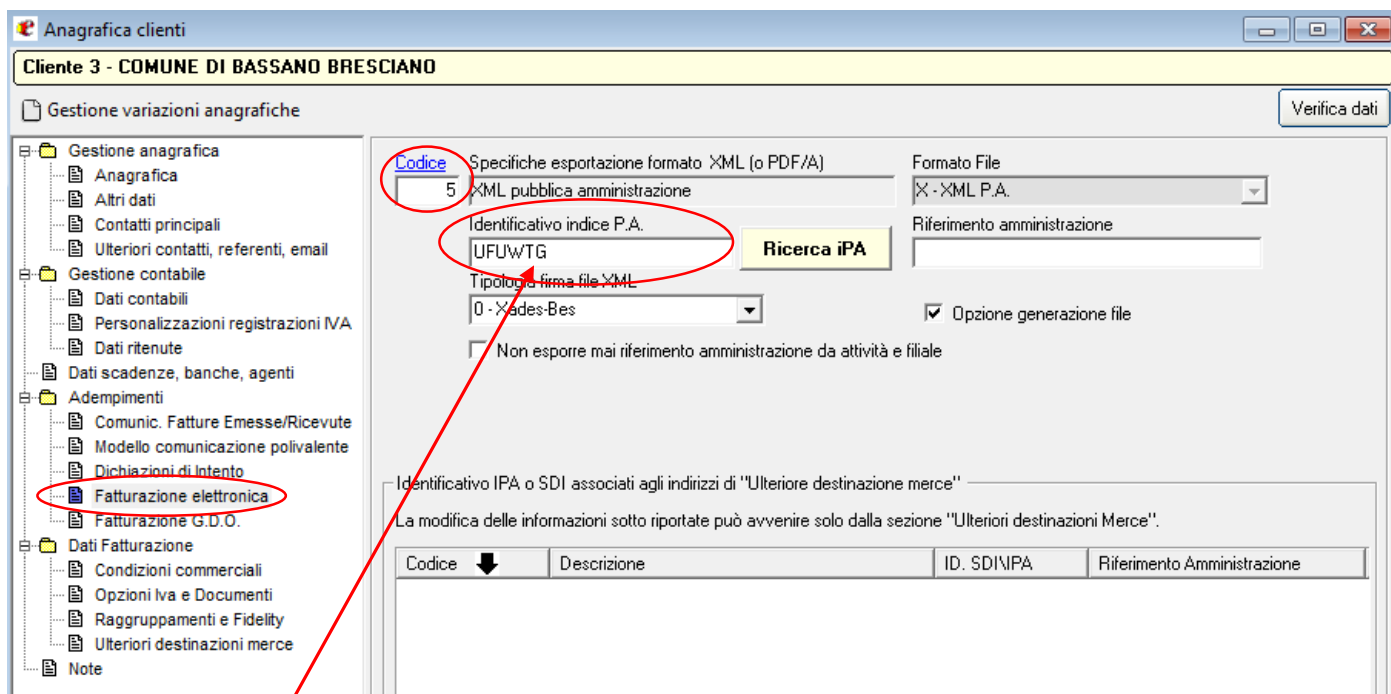 Anagrafica clienti
Cliente 3 - COMUNE DI BASSANO BRESCIANO
Gestione variazioni anagrafiche
Verifica dati
Gestione anagrafica
Anagrafica
Altri dati
Contatti principali
Ulteriori contatti, referenti, email
Gestione contabile
Dati contabili
Personalizzazioni registrazioni IVA
Dati ritenute
Dati scadenze, banche, agenti
Adempimenti
Comunic. Fatture Emesse/Ricevute
Modello comunicazione polivalente
Dichiazioni di Intento
Fatturazione elettronica
Fatturazione G.D.O.
Dati Fatturazione
Condizioni commerciali
Opzioni Iva e Documenti
Raggruppamenti e Fidelity
Ulteriori destinazioni merce
Note
Codice Specifiche esportazione formato XML (o PDF/A) Formato File
5 XML pubblica amministrazione X - XML P.A.
Identificativo indice P.A. Riferimento amministrazione
UFUWTG Ricerca iPA
Tipologia firma file XML
0 - Xades-Bes Opzione generazione file
Non esporre mai riferimento amministrazione da attività e filiale
Identificativo IPA o SDI associati agli indirizzi di "Ulteriore destinazione merce"
La modifica delle informazioni sotto riportate può avvenire solo dalla sezione "Ulteriori destinazioni Merce".
Codice Descrizione ID. SDI\IPA Riferimento Amministrazione